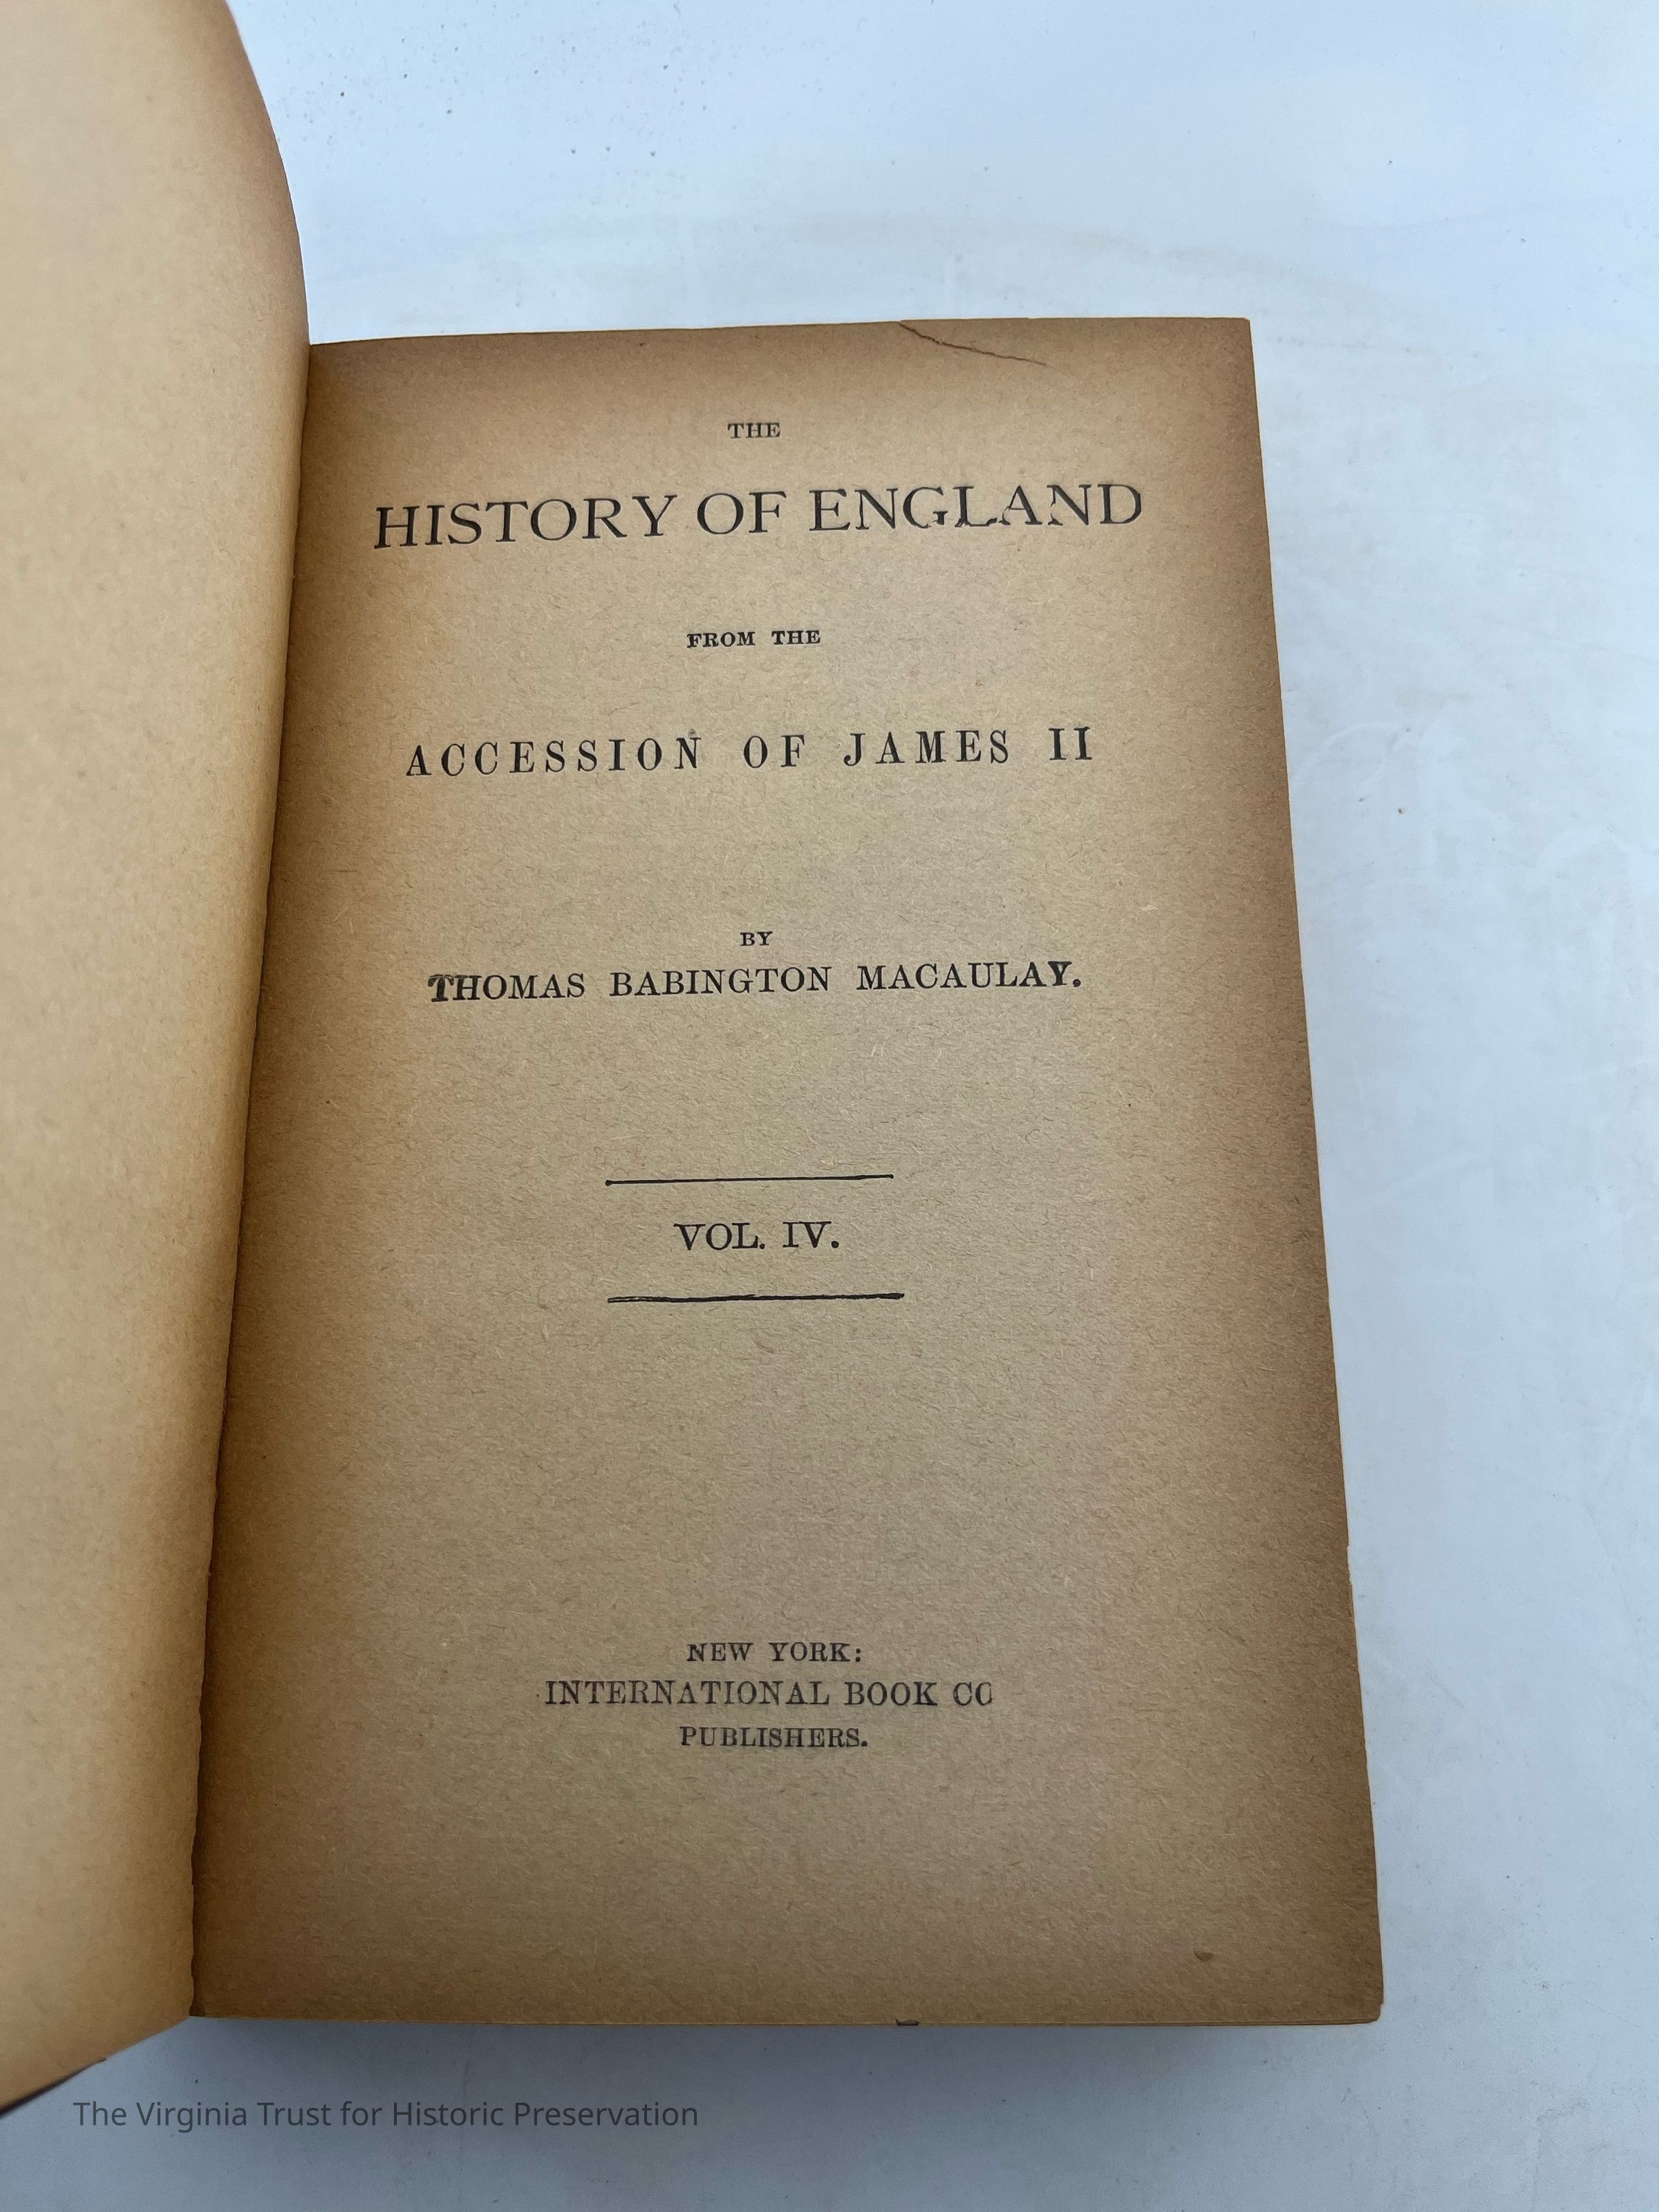 THE
HISTORY OF ENGLAND
FROM THE
ACCESSION OF JAMES II
BY
THOMAS BABINGTON MACAULAY.
VOL. IV.
NEW YORK:
INTERNATIONAL BOOK CO
PUBLISHERS.
The Virginia Trust for Historic Preservation